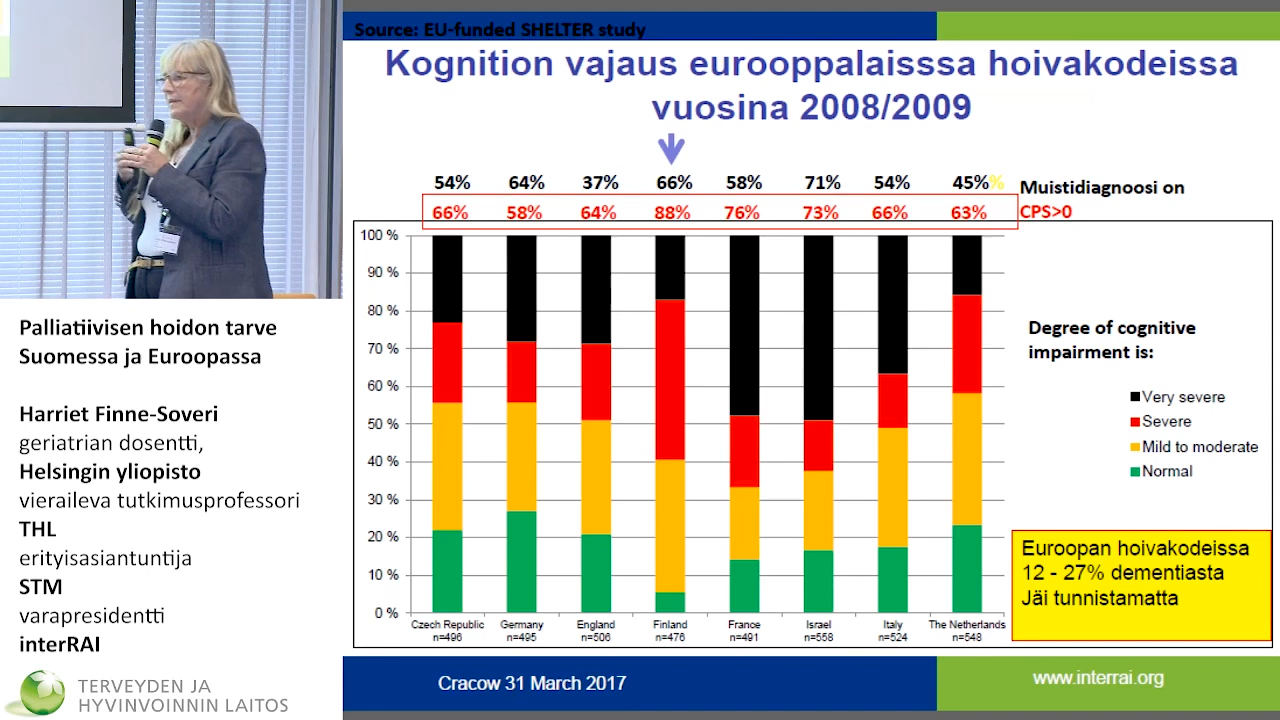 Source: EU-funded SHELTER study
Kognition vajaus eurooppalaisssa hoivakodeissa
vuosina 2008/2009
54% 64% 37% 66% 58% 71% 54% 45%%
Muistidiagnoosi on
66% 58% 64% 88% 76% 73% 66% 63%
CPS>0
100 %
90 %
80 %
70 %
60 %
50 %
40 %
30 %
20 %
10 %
0 %
Czech Republic Germany England Finland France Israel Italy The Netherlands
n=496 n=495 n=506 n=476 n=491 n=558 n=524 n=548
Degree of cognitive
impairment is:
Very severe
Severe
Mild to moderate
Normal
Euroopan hoivakodeissa
12 - 27% dementiasta
Jäi tunnistamatta
Cracow 31 March 2017
www.interrai.org
Palliatiivisen hoidon tarve
Suomessa ja Euroopassa
Harriet Finne-Soveri
geriatrian dosentti,
Helsingin yliopisto
vieraileva tutkimusprofessori
THL
erityisasiantuntija
STM
varapresidentti
interRAI
TERVEYDEN JA
HYVINVOINNIN LAITOS